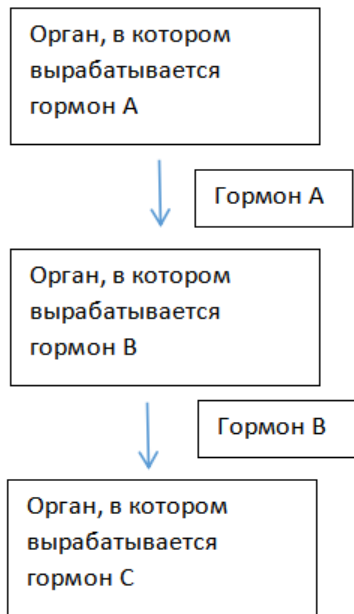 Орган, в котором
вырабатывается
гормон А
Гормон А
Орган, в котором
вырабатывается
гормон В
Гормон В
Орган, в котором
вырабатывается
гормон С